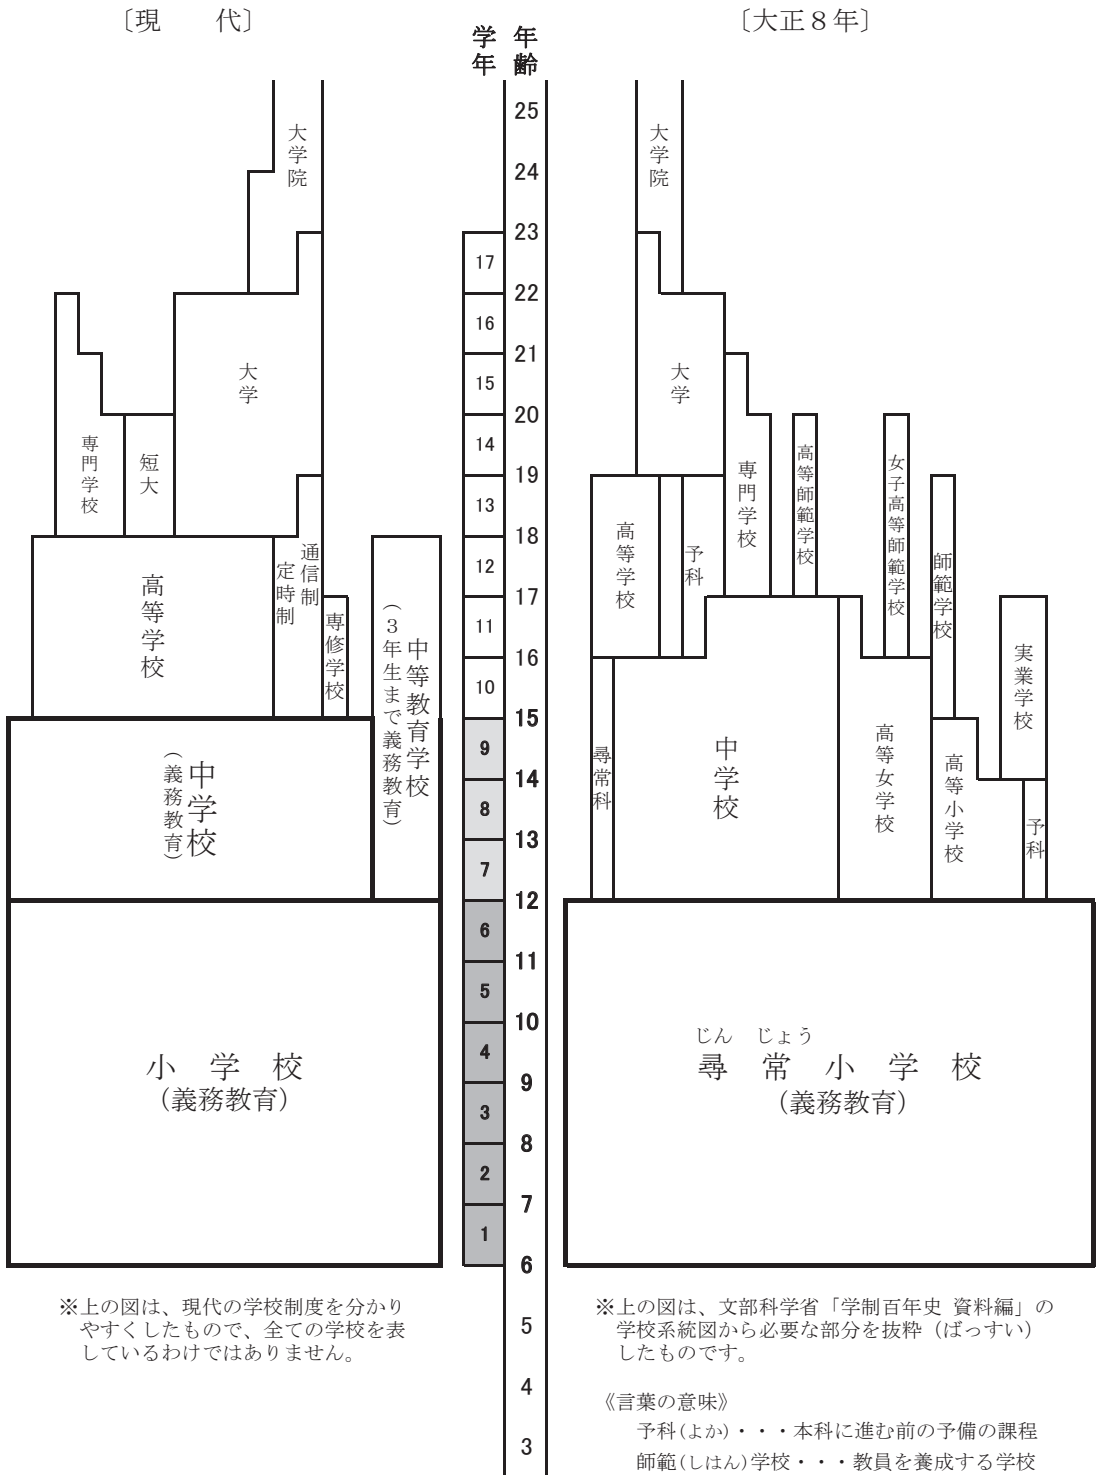 〔現　　代〕
学年
年齢
〔大正８年〕
大学院
大学
専門学校
短大
高等学校
定時制
通信制
専修学校
中等教育学校
（３年生まで義務教育）
中学校
（義務教育）
小学校
（義務教育）
17
16
15
14
13
12
11
10
9
8
7
6
5
4
3
2
1
25
24
23
22
21
20
19
18
17
16
15
14
13
12
11
10
9
8
7
6
5
4
3
大学院
大学
専門学校
高等師範学校
女子高等師範学校
師範学校
高等学校
予科
実業学校
尋常科
中学校
高等女学校
高等小学校
予科
じん　じょう
尋常小学校
（義務教育）
※上の図は、現代の学校制度を分かり
やすくしたもので、全ての学校を表
しているわけではありません。
※上の図は、文部科学省「学制百年史 資料編」の
学校系統図から必要な部分を抜粋（ばっすい）
したものです。
《言葉の意味》
予科(よか)・・・本科に進む前の予備の課程
師範(しはん)学校・・・教員を養成する学校